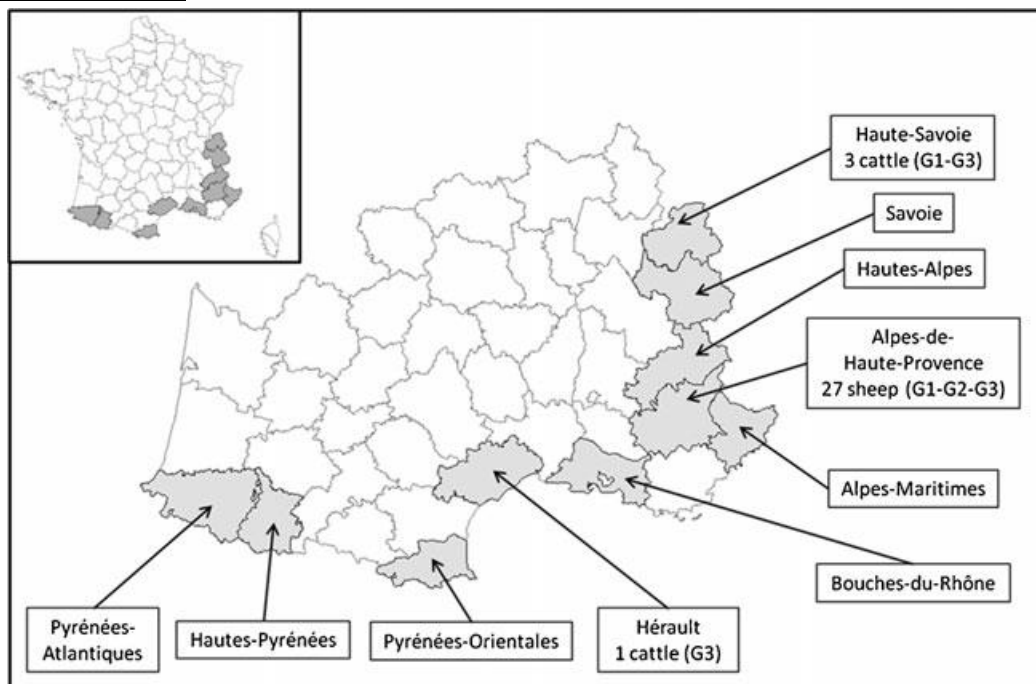 Haute-Savoie
3 cattle (G1-G3)
Savoie
Hautes-Alpes
Alpes-de-
Haute-Provence
27 sheep (G1-G2-G3)
Alpes-Maritimes
Bouches-du-Rhône
Pyrénées-
Atlantiques
Hautes-Pyrénées
Pyrénées-Orientales
Hérault
1 cattle (G3)